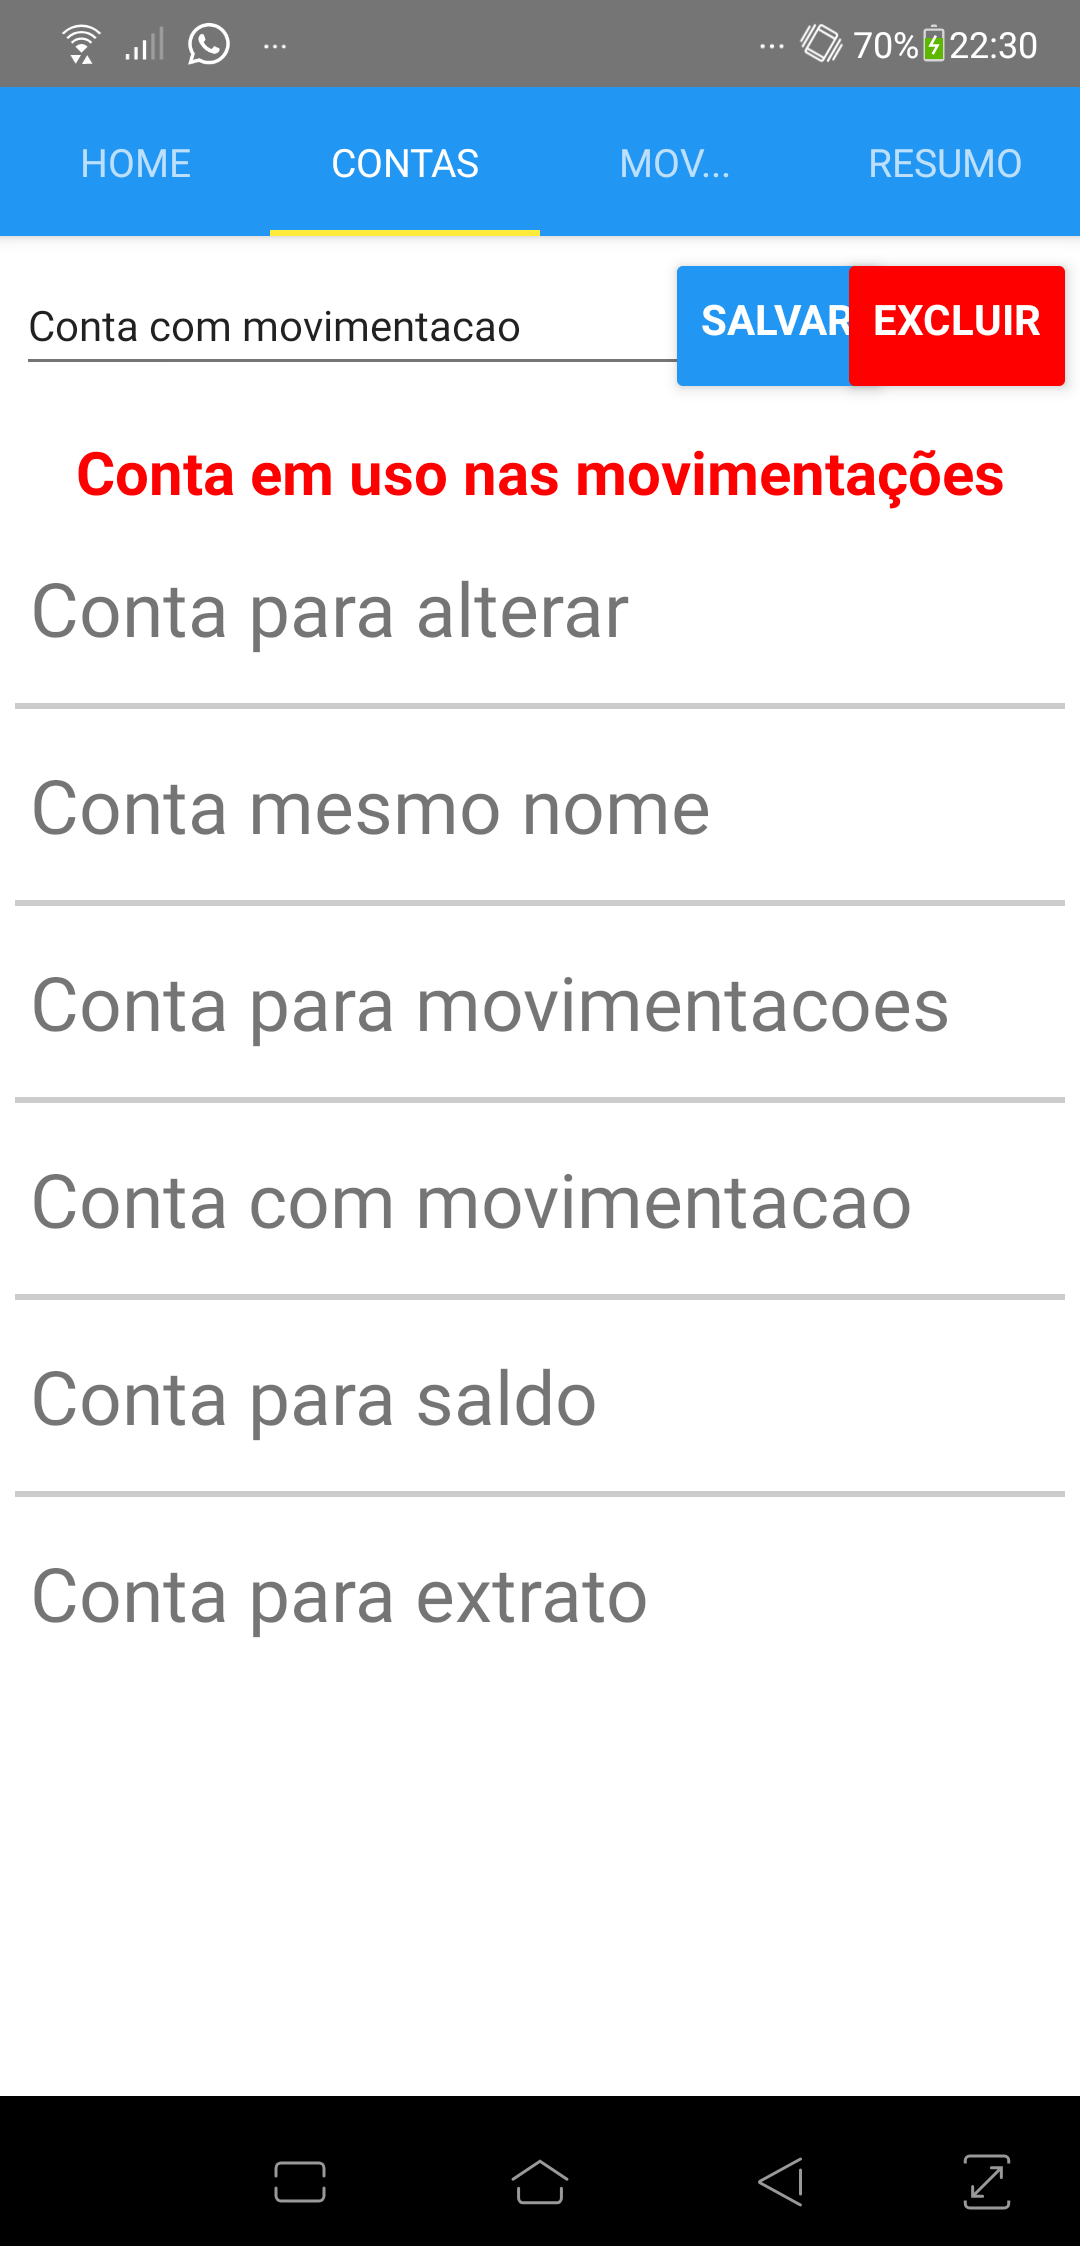 ... ... 70% 22:30
HOME CONTAS MOV... RESUMO
Conta com movimentacao SALVAR EXCLUIR
Conta em uso nas movimentações
Conta para alterar
Conta mesmo nome
Conta para movimentacoes
Conta com movimentacao
Conta para saldo
Conta para extrato